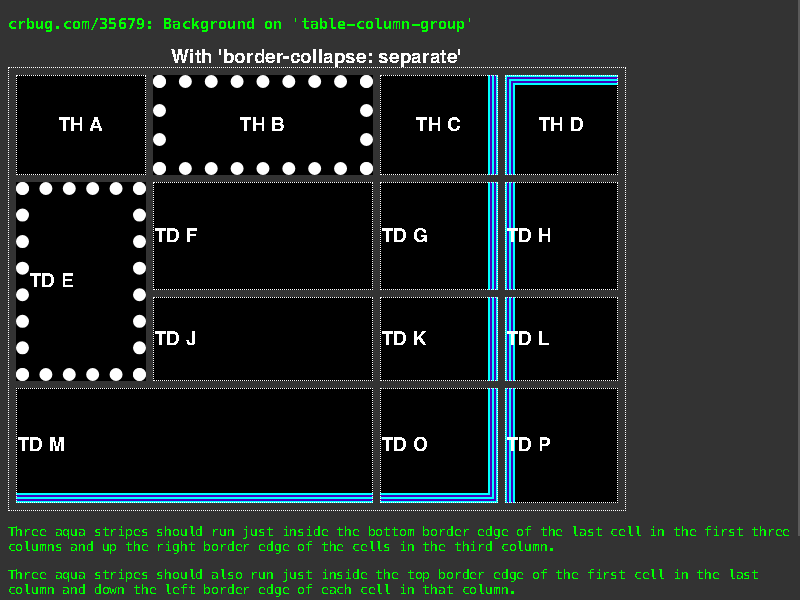 crbug.com/35679: Background on 'table-column-group'
With 'border-collapse: separate'
TH A TH B TH C TH D
TD F TD G TD H
TD E
TD J TD K TD L
TD M TD O TD P
Three aqua stripes should run just inside the bottom border edge of the last cell in the first three
columns and up the right border edge of the cells in the third column.
Three aqua stripes should also run just inside the top border edge of the first cell in the last
column and down the left border edge of each cell in that column.